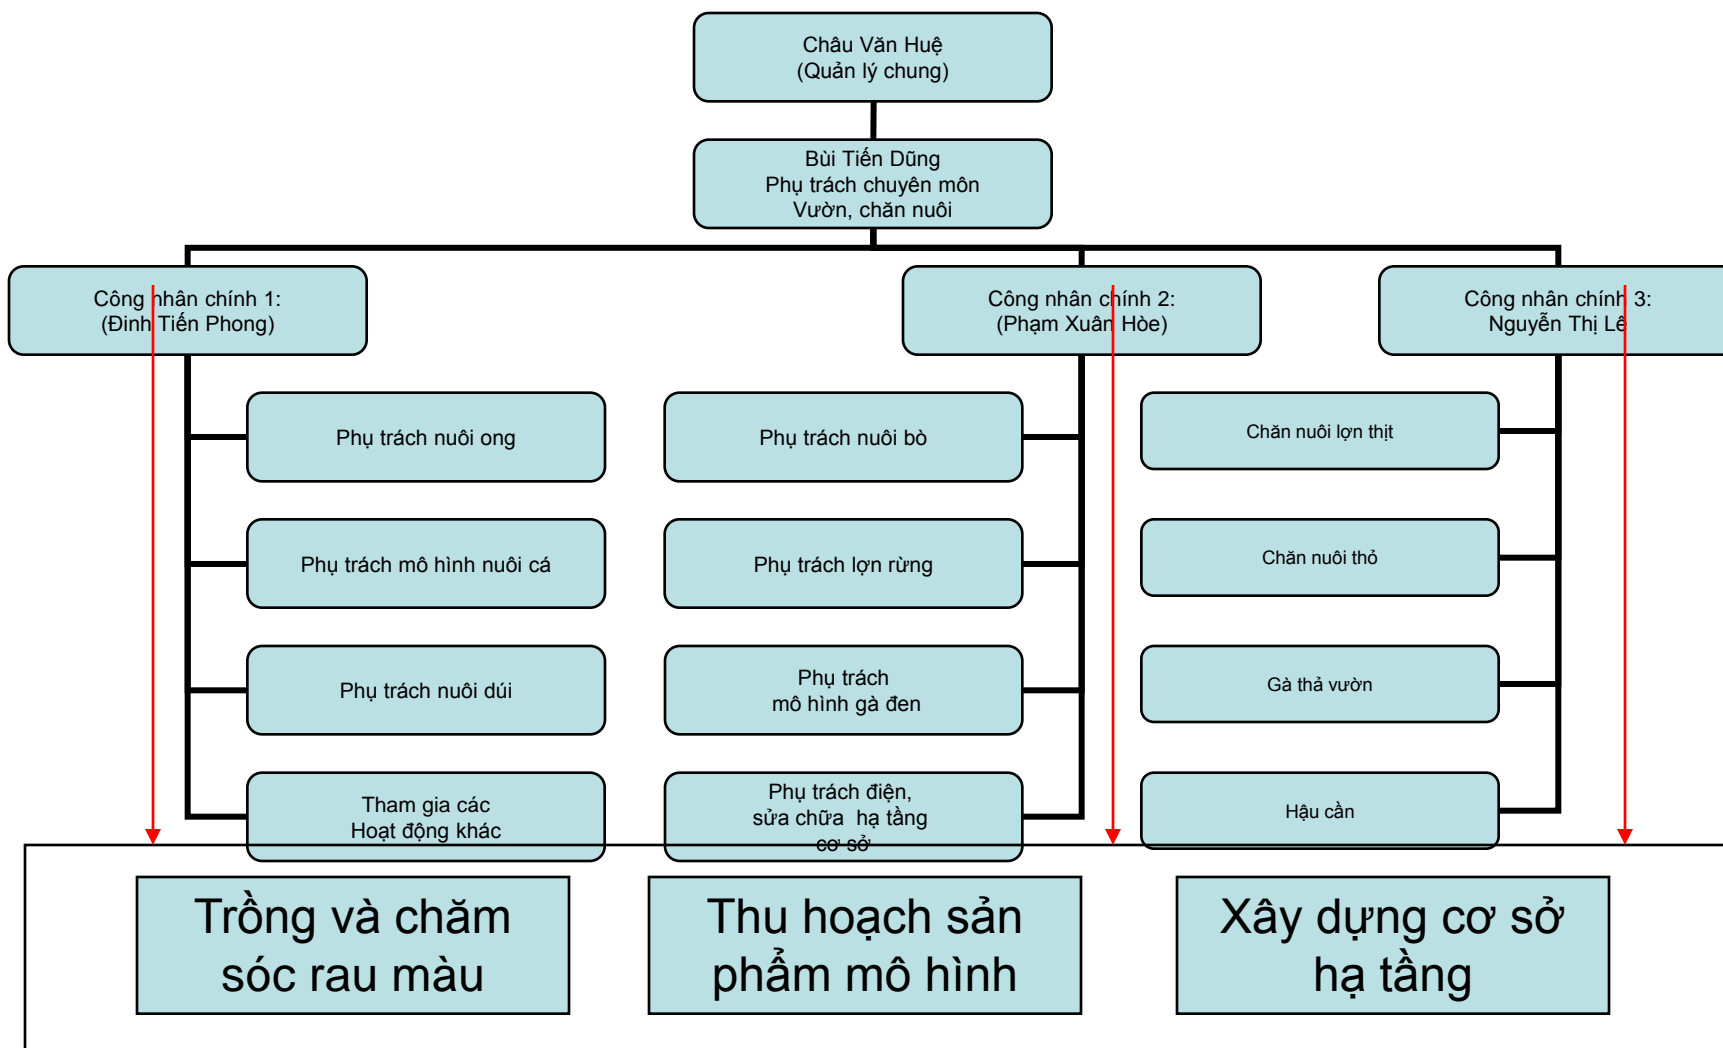 Châu Văn Huệ
(Quản lý chung)
Bùi Tiến Dũng
Phụ trách chuyên môn
Vườn, chăn nuôi
Công nhân chính 1:
(Đinh Tiến Phong)
Công nhân chính 2:
(Phạm Xuân Hòe)
Công nhân chính 3:
Nguyễn Thị Lê
Phụ trách nuôi ong
Phụ trách nuôi bò
Chăn nuôi lợn thịt
Phụ trách mô hình nuôi cá
Phụ trách lợn rừng
Chăn nuôi thỏ
Phụ trách nuôi dúi
Phụ trách
mô hình gà đen
Gà thả vườn
Tham gia các
Hoạt động khác
Phụ trách điện,
sửa chữa  hạ tầng
cơ sở
Hậu cần
Trồng và chăm
sóc rau màu
Thu hoạch sản
phẩm mô hình
Xây dựng cơ sở
hạ tầng